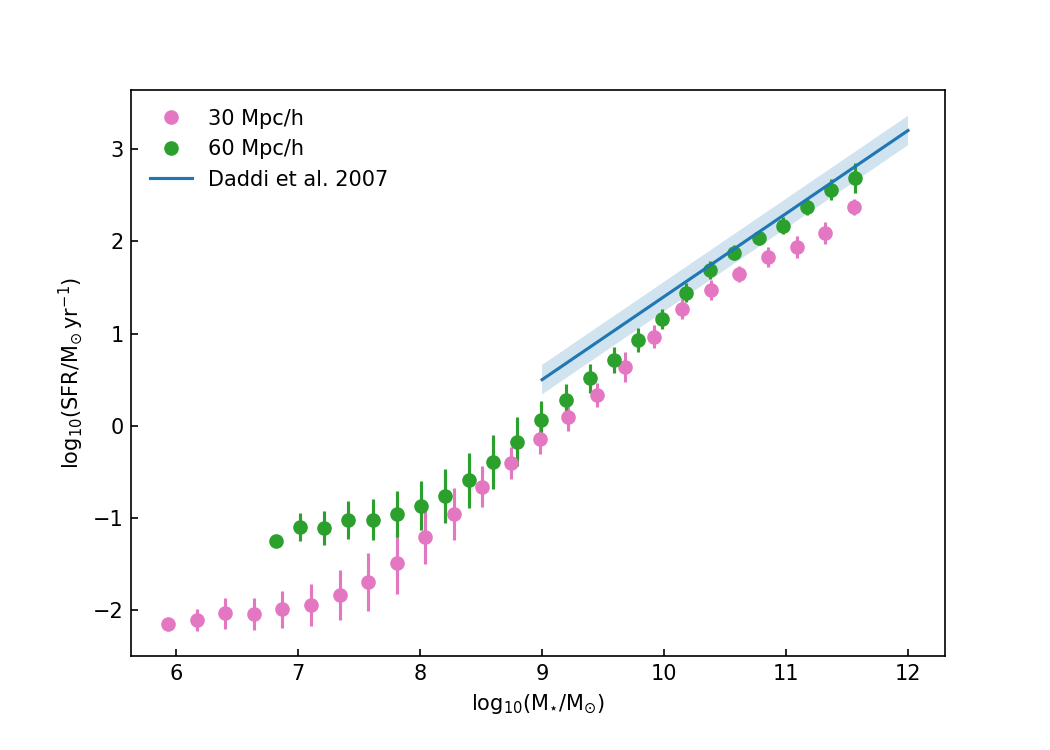 30 Mpc/h
60 Mpc/h
Daddi et al. 2007
log₁₀(SFR/M⊙ yr⁻¹)
3
2
1
0
−1
−2
6 7 8 9 10 11 12
log₁₀(M⋆/M⊙)